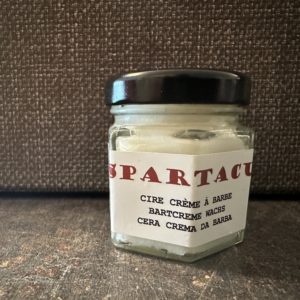 SPARTACU
CIRE CRÈME À BARBE
BARTCREME WACHS
CERA CREMA DA BARBA